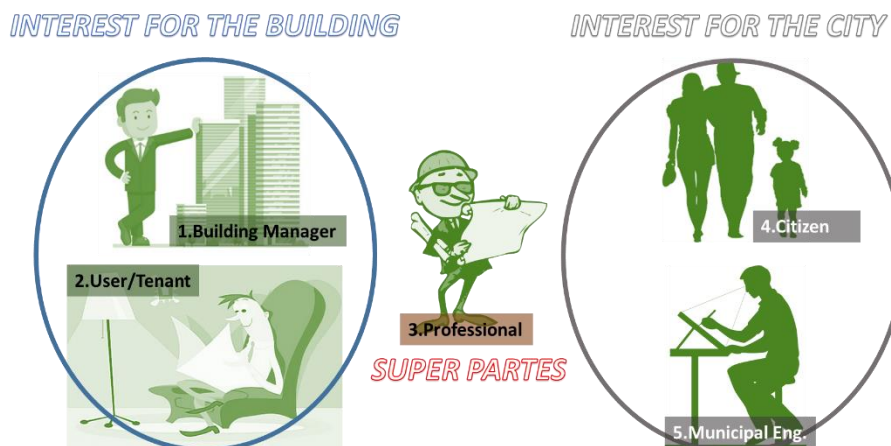 INTEREST FOR THE BUILDING
INTEREST FOR THE CITY
1.Building Manager
2.User/Tenant
3.Professional
SUPER PARTES
4.Citizen
5.Municipal Eng.